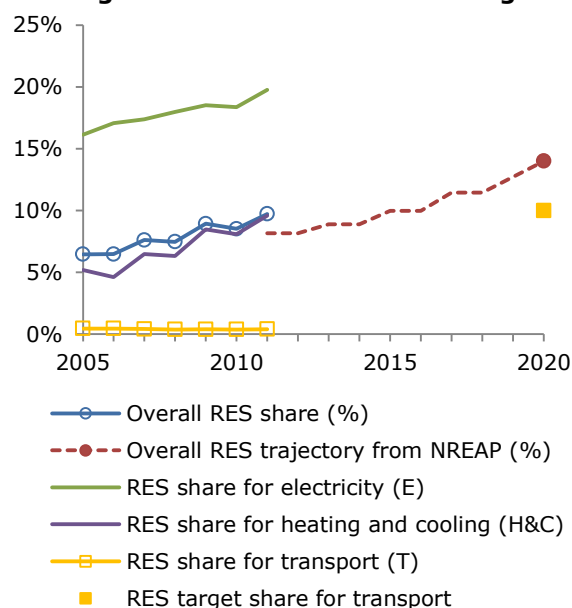 25%
20%
15%
10%
5%
0%
2005 2010 2015 2020
Overall RES share (%)
Overall RES trajectory from NREAP (%)
RES share for electricity (E)
RES share for heating and cooling (H&C)
RES share for transport (T)
RES target share for transport